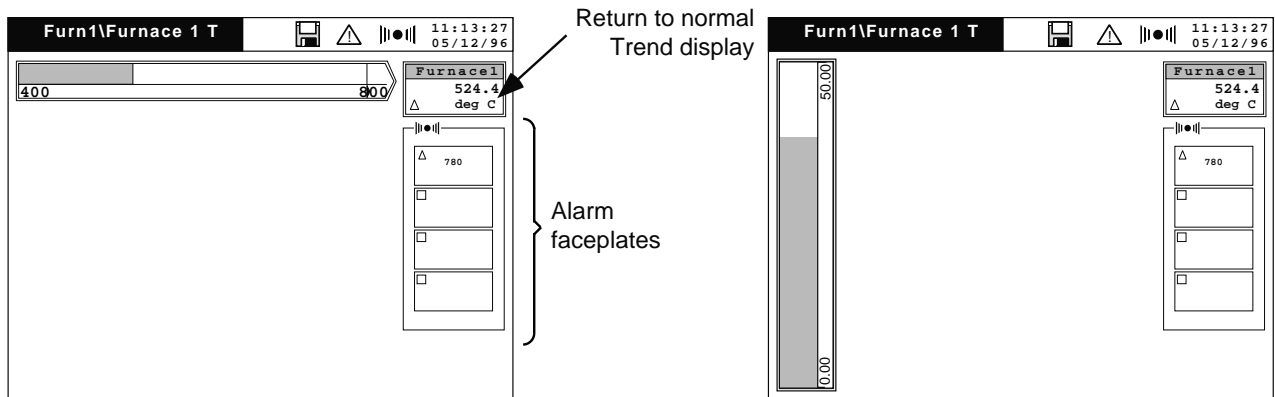 Furn1\Furnace 1 T
11:13:27
05/12/96
400
800
Furnace1
524.4
deg C
780
Return to normal
Trend display
Alarm
faceplates
Furn1\Furnace 1 T
11:13:27
05/12/96
50.00
0.00
Furnace1
524.4
deg C
780